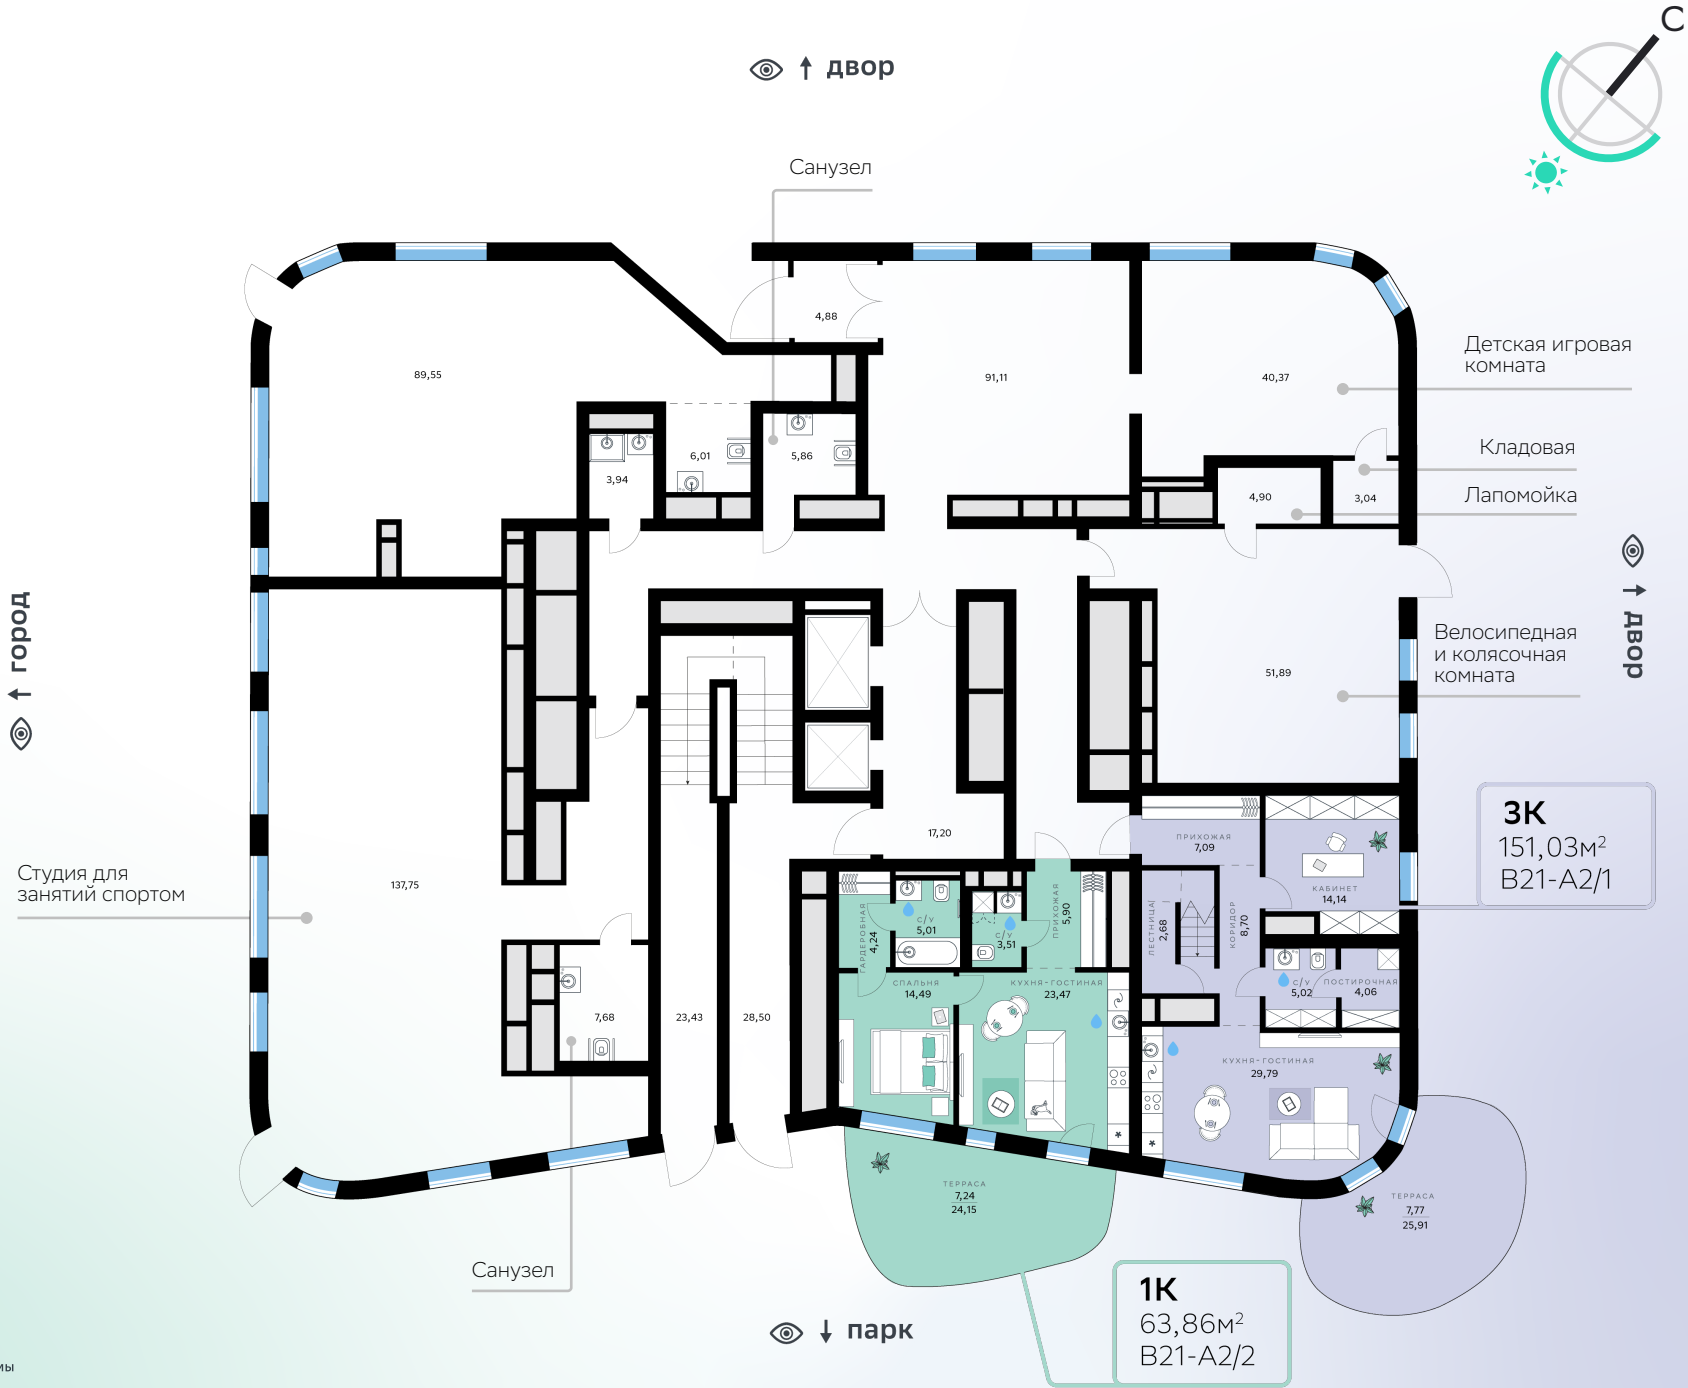 С
двор
Санузел
4,88
89,55
91,11
40,37
Детская игровая
комната
Кладовая
Лапомойка
6,01
5,86
3,94
4,90
3,04
двор
город
Велосипедная
и колясочная
комната
51,89
17,20
3К
151,03м²
В21-А2/1
ПРИХОЖАЯ
7,09
КАБИНЕТ
14,14
Студия для
занятий спортом
137,75
ГАРДЕРОБНАЯ
4,24
С/У
5,01
С/У
3,51
ПРИХОЖАЯ
5,90
ЛЕСТНИЦА
2,68
КОРИДОР
8,70
СПАЛЬНЯ
14,49
КУХНЯ-ГОСТИНАЯ
23,47
С/У
5,02
ПОСТИРОЧНАЯ
4,06
7,68
23,43
28,50
КУХНЯ-ГОСТИНАЯ
29,79
ТЕРРАСА
7,24
24,15
ТЕРРАСА
7,77
25,91
Санузел
1К
63,86м²
В21-А2/2
парк
мы